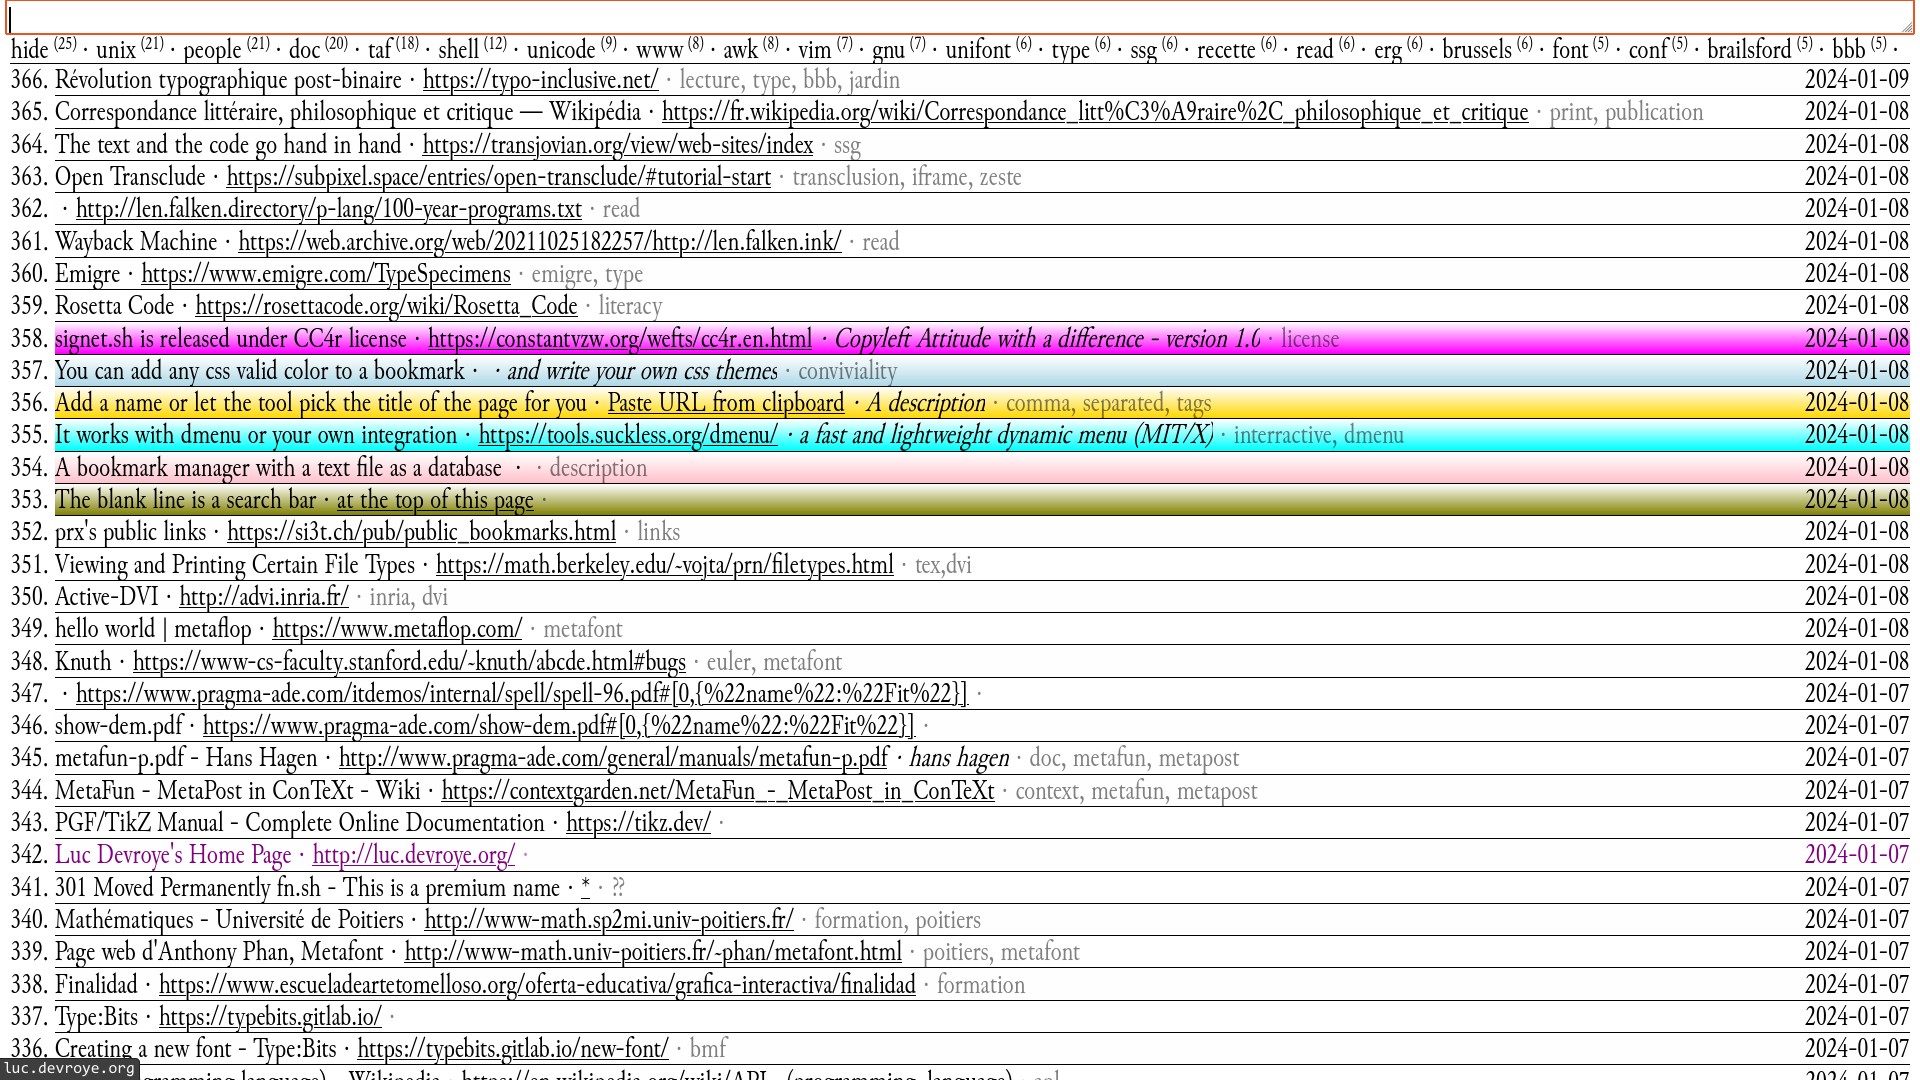 hide (25) · unix (21) · people (21) · doc (20) · taf (18) · shell (12) · unicode (9) · www (8) · awk (8) · vim (7) · gnu (7) · unifont (6) · type (6) · ssg (6) · recette (6) · read (6) · erg (6) · brussels (6) · font (5) · conf (5) · brailsford (5) · bbb (5) ·
366. Révolution typographique post-binaire · https://typo-inclusive.net/ · lecture, type, bbb, jardin 2024-01-09
365. Correspondance littéraire, philosophique et critique — Wikipédia · https://fr.wikipedia.org/wiki/Correspondance_litt%C3%A9raire%2C_philosophique_et_critique · print, publication 2024-01-08
364. The text and the code go hand in hand · https://transjovian.org/view/web-sites/index · ssg 2024-01-08
363. Open Transclude · https://subpixel.space/entries/open-transclude/#tutorial-start · transclusion, iframe, zeste 2024-01-08
362. · http://len.falken.directory/p-lang/100-year-programs.txt · read 2024-01-08
361. Wayback Machine · https://web.archive.org/web/20211025182257/http://len.falken.ink/ · read 2024-01-08
360. Emigre · https://www.emigre.com/TypeSpecimens · emigre, type 2024-01-08
359. Rosetta Code · https://rosettacode.org/wiki/Rosetta_Code · literacy 2024-01-08
358. signet.sh is released under CC4r license · https://constantvzw.org/wefts/cc4r.en.html · Copyleft Attitude with a difference - version 1.0 · license 2024-01-08
357. You can add any css valid color to a bookmark · · and write your own css themes · conviviality 2024-01-08
356. Add a name or let the tool pick the title of the page for you · Paste URL from clipboard · A description · comma, separated, tags 2024-01-08
355. It works with dmenu or your own integration · https://tools.suckless.org/dmenu/ · a fast and lightweight dynamic menu (MIT/X) · interractive, dmenu 2024-01-08
354. A bookmark manager with a text file as a database · · description 2024-01-08
353. The blank line is a search bar · at the top of this page · 2024-01-08
352. prx's public links · https://si3t.ch/pub/public_bookmarks.html · links 2024-01-08
351. Viewing and Printing Certain File Types · https://math.berkeley.edu/~vojta/prn/filetypes.html · tex,dvi 2024-01-08
350. Active-DVI · http://advi.inria.fr/ · inria, dvi 2024-01-08
349. hello world | metaflop · https://www.metaflop.com/ · metafont 2024-01-08
348. Knuth · https://www-cs-faculty.stanford.edu/~knuth/abcde.html#bugs · euler, metafont 2024-01-08
347. · https://www.pragma-ade.com/itdemos/internal/spell/spell-96.pdf#[0,{%22name%22:%22Fit%22}] · 2024-01-07
346. show-dem.pdf · https://www.pragma-ade.com/show-dem.pdf#[0,{%22name%22:%22Fit%22}] · 2024-01-07
345. metafun-p.pdf - Hans Hagen · http://www.pragma-ade.com/general/manuals/metafun-p.pdf · hans hagen · doc, metafun, metapost 2024-01-07
344. MetaFun - MetaPost in ConTeXt - Wiki · https://contextgarden.net/MetaFun_-_MetaPost_in_ConTeXt · context, metafun, metapost 2024-01-07
343. PGF/TikZ Manual - Complete Online Documentation · https://tikz.dev/ · 2024-01-07
342. Luc Devroye's Home Page · http://luc.devroye.org/ · 2024-01-07
341. 301 Moved Permanently fn.sh - This is a premium name · * · ?? 2024-01-07
340. Mathématiques - Université de Poitiers · http://www-math.sp2mi.univ-poitiers.fr/ · formation, poitiers 2024-01-07
339. Page web d'Anthony Phan, Metafont · http://www-math.univ-poitiers.fr/~phan/metafont.html · poitiers, metafont 2024-01-07
338. Finalidad · https://www.escueladeartetomelloso.org/oferta-educativa/grafica-interactiva/finalidad · formation 2024-01-07
337. Type:Bits · https://typebits.gitlab.io/ · 2024-01-07
336. Creating a new font - Type:Bits · https://typebits.gitlab.io/new-font/ · bmf 2024-01-07
luc.devroye.org